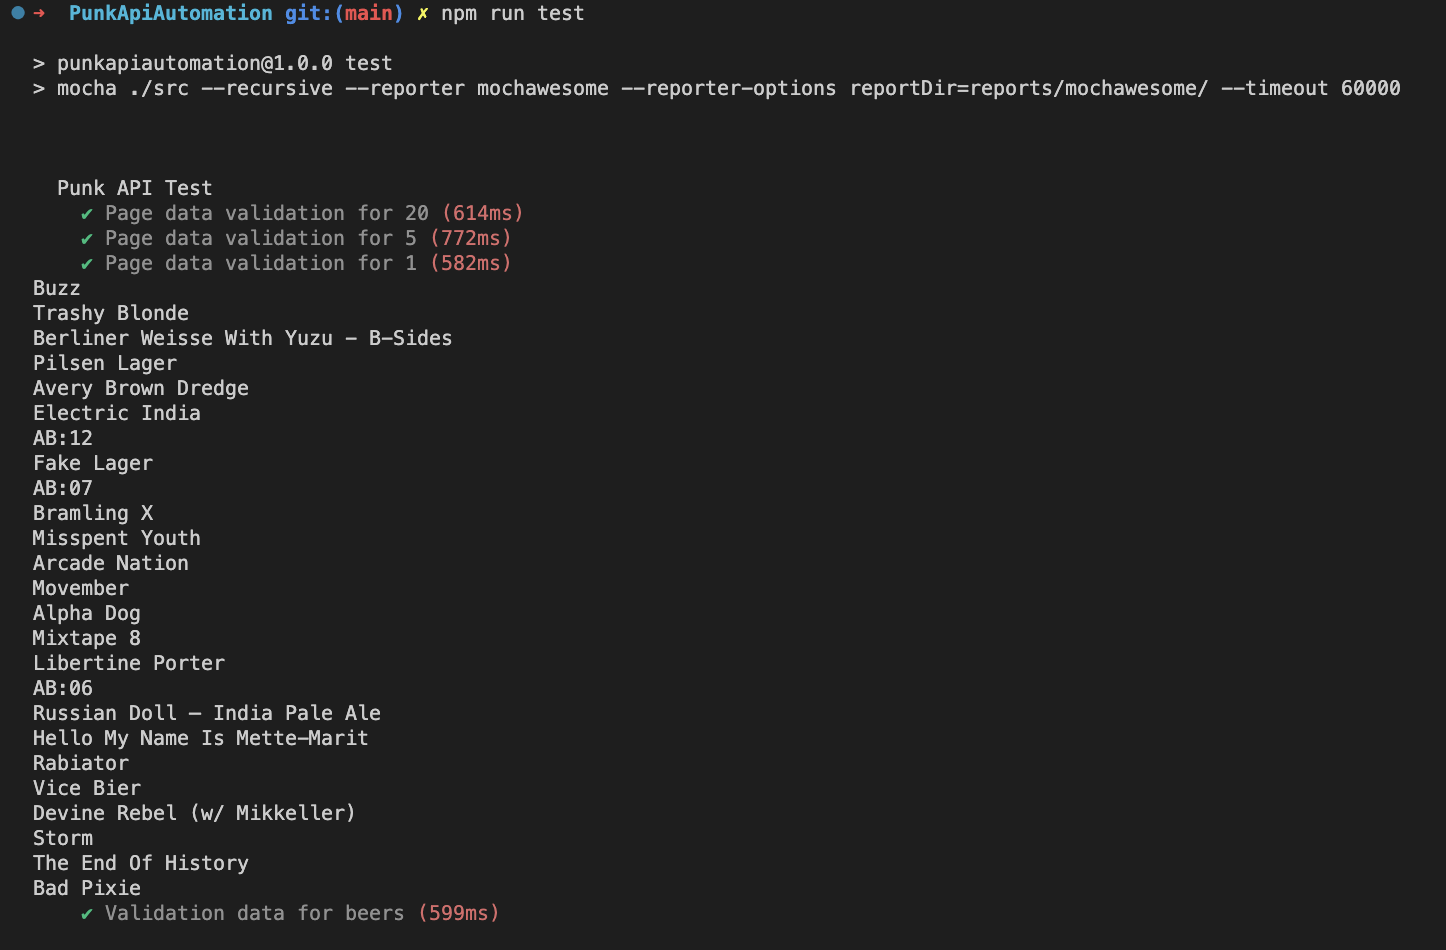 ➜ PunkApiAutomation git:(main) ✗ npm run test
> punkapiautomation@1.0.0 test
> mocha ./src --recursive --reporter mochawesome --reporter-options reportDir=reports/mochawesome/ --timeout 60000
Punk API Test
✔ Page data validation for 20 (614ms)
✔ Page data validation for 5 (772ms)
✔ Page data validation for 1 (582ms)
Buzz
Trashy Blonde
Berliner Weisse With Yuzu - B-Sides
Pilsen Lager
Avery Brown Dredge
Electric India
AB:12
Fake Lager
AB:07
Bramling X
Misspent Youth
Arcade Nation
Movember
Alpha Dog
Mixtape 8
Libertine Porter
AB:06
Russian Doll – India Pale Ale
Hello My Name Is Mette-Marit
Rabiator
Vice Bier
Devine Rebel (w/ Mikkeller)
Storm
The End Of History
Bad Pixie
✔ Validation data for beers (599ms)